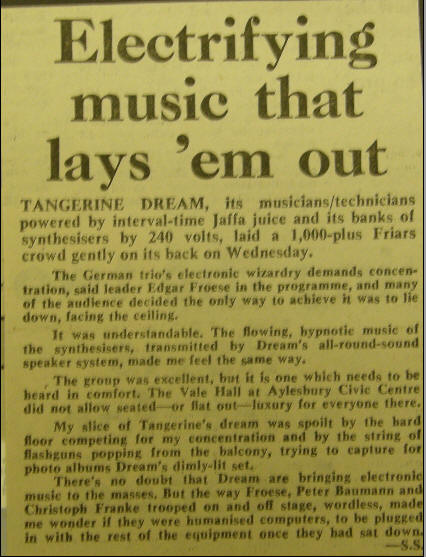 Electrifying
music that
lays ’em out
TANGERINE DREAM, its musicians/technicians
powered by interval-time Jaffa juice and its banks of
synthesisers by 240 volts, laid a 1,000-plus Friars
crowd gently on its back on Wednesday.
The German trio's electronic wizardry demands concen-
tration, said leader Edgar Froese in the programme, and many
of the audience decided the only way to achieve it was to lie
down, facing the ceiling.
It was understandable. The flowing, hypnotic music of
the synthesisers, transmitted by Dream's all-round-sound
speaker system, made me feel the same way.
The group was excellent, but it is one which needs to be
heard in comfort. The Vale Hall at Aylesbury Civic Centre
did not allow seated—or flat out—luxury for everyone there.
My slice of Tangerine's dream was spoilt by the hard
floor competing for my concentration and by the string of
flashguns popping from the balcony, trying to capture for
photo albums Dream's dimly-lit set.
There's no doubt that Dream are bringing electronic
music to the masses. But the way Froese, Peter Baumann and
Christoph Franke trooped on and off stage, wordless, made
me wonder if they were humanised computers, to be plugged
in with the rest of the equipment once they had sat down.
—S.S.